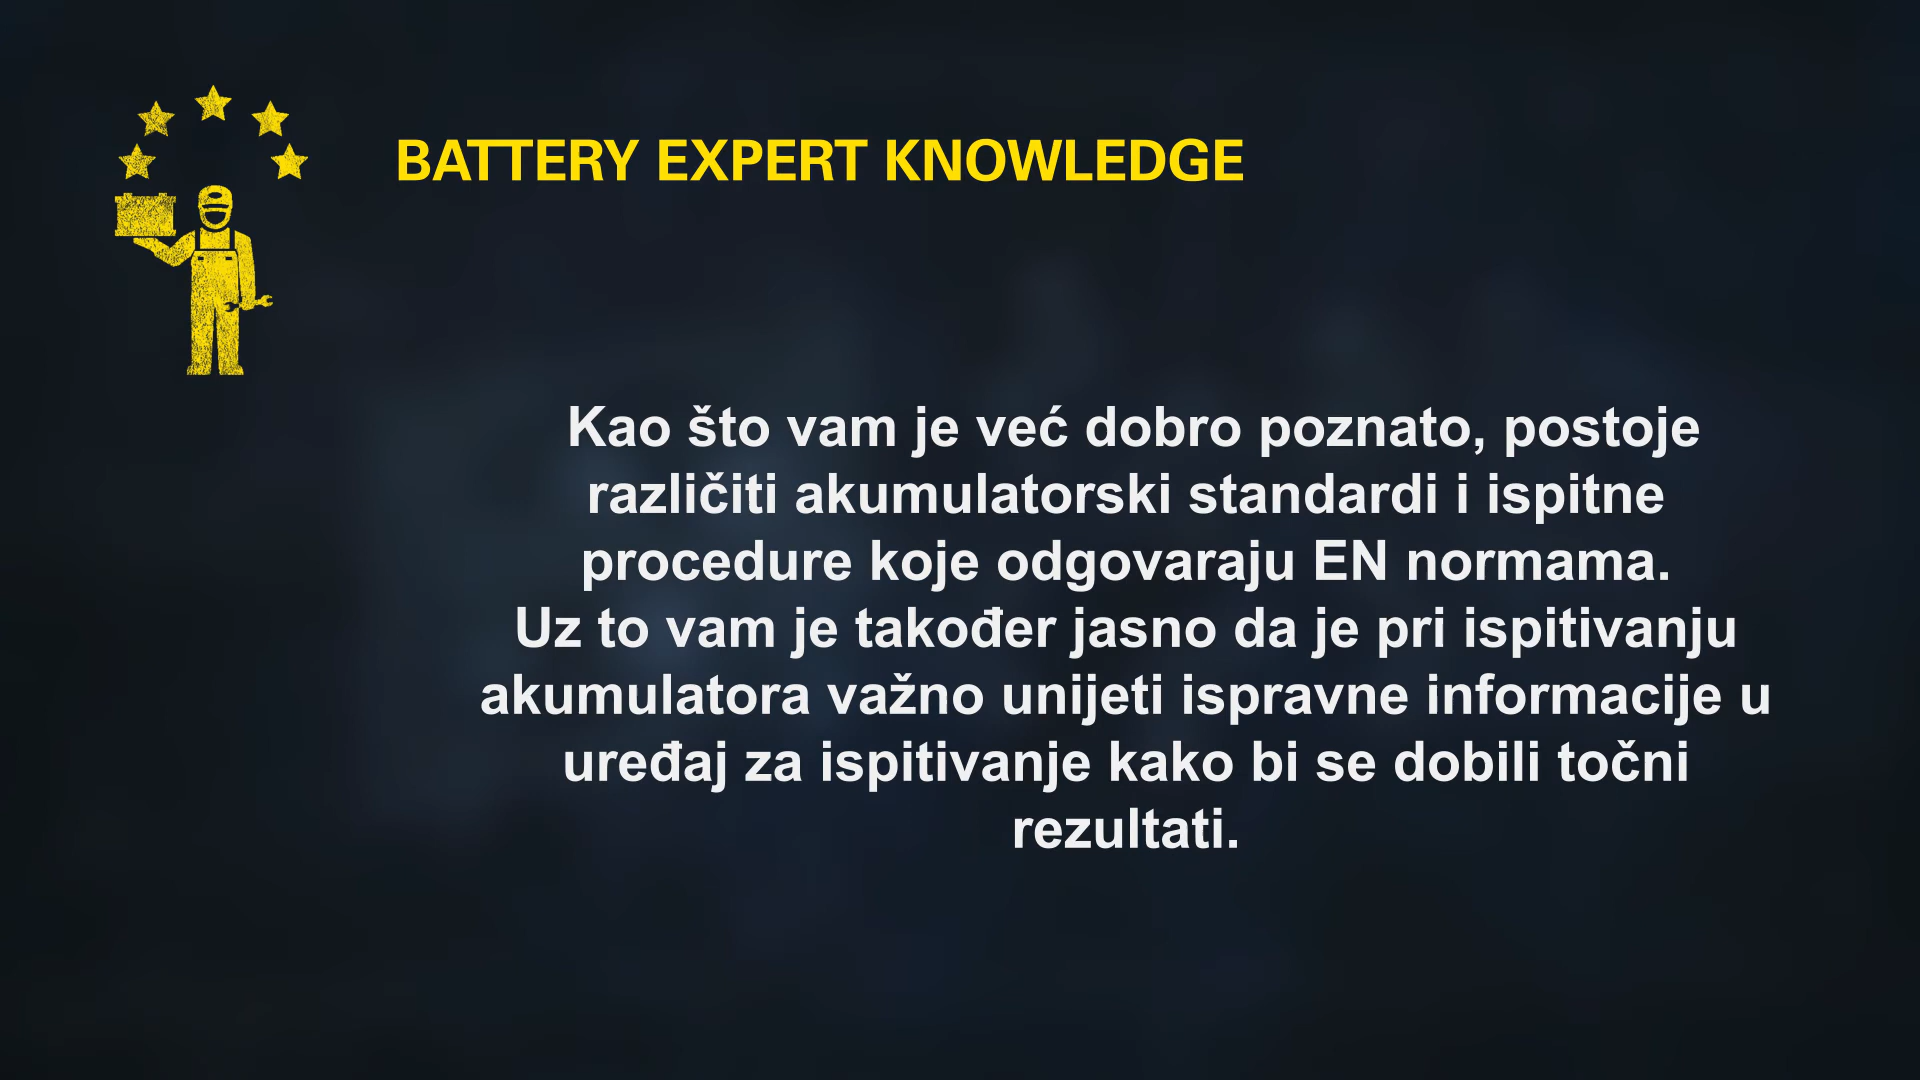 BATTERY EXPERT KNOWLEDGE
Kao što vam je već dobro poznato, postoje
različiti akumulatorski standardi i ispitne
procedure koje odgovaraju EN normama.
Uz to vam je također jasno da je pri ispitivanju
akumulatora važno unijeti ispravne informacije u
uređaj za ispitivanje kako bi se dobili točni
rezultati.